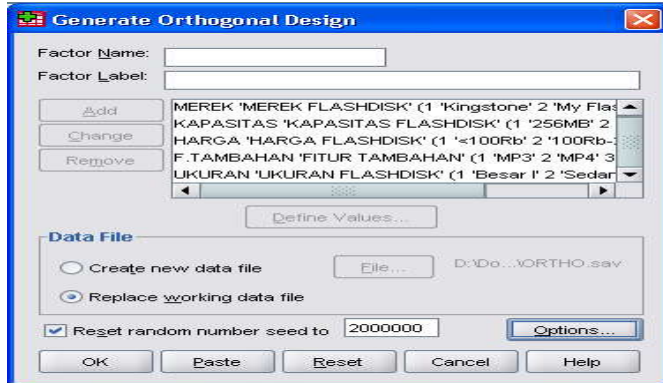 Generate Orthogonal Design
Factor Name:
Factor Label:
Add
Change
Remove
MEREK 'MEREK FLASHDISK' (1 'Kingstone' 2 'My Flas
KAPASITAS 'KAPASITAS FLASHDISK' (1 '256MB' 2
HARGA 'HARGA FLASHDISK' (1 '<100Rb' 2 '100Rb-
F.TAMBAHAN 'FITUR TAMBAHAN' (1 'MP3' 2 'MP4' 3
UKURAN 'UKURAN FLASHDISK' (1 'Besar I' 2 'Sedar
Define Values...
Data File
Create new data file
File...
D:\Do...\ORTHO.sav
Replace working data file
Reset random number seed to
2000000
Options...
OK
Paste
Reset
Cancel
Help